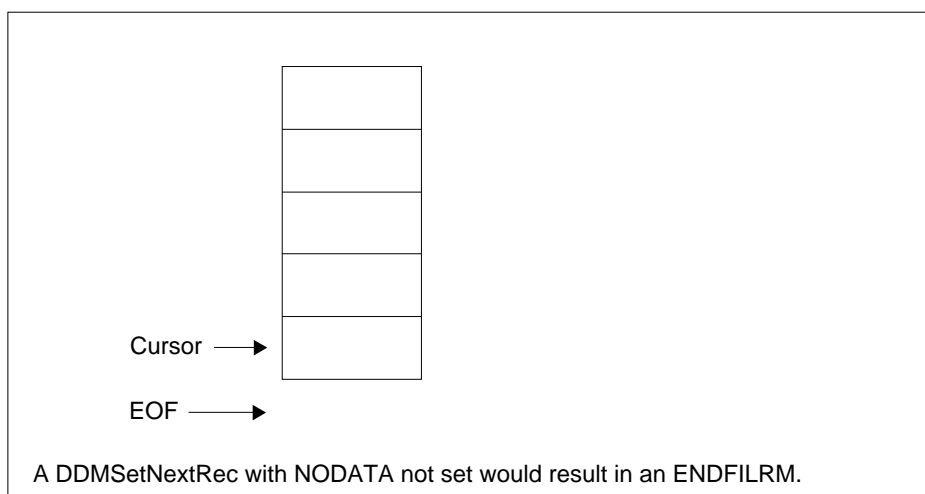 Cursor
EOF
A DDMSetNextRec with NODATA not set would result in an ENDFILRM.